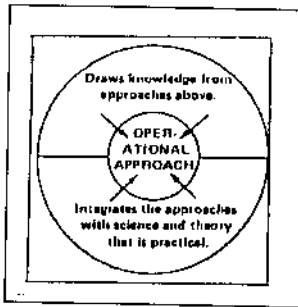 Draws knowledge from
approaches above.
OPER-
ATIONAL
APPROACH
Integrates the approaches
with science and theory
that is practical.